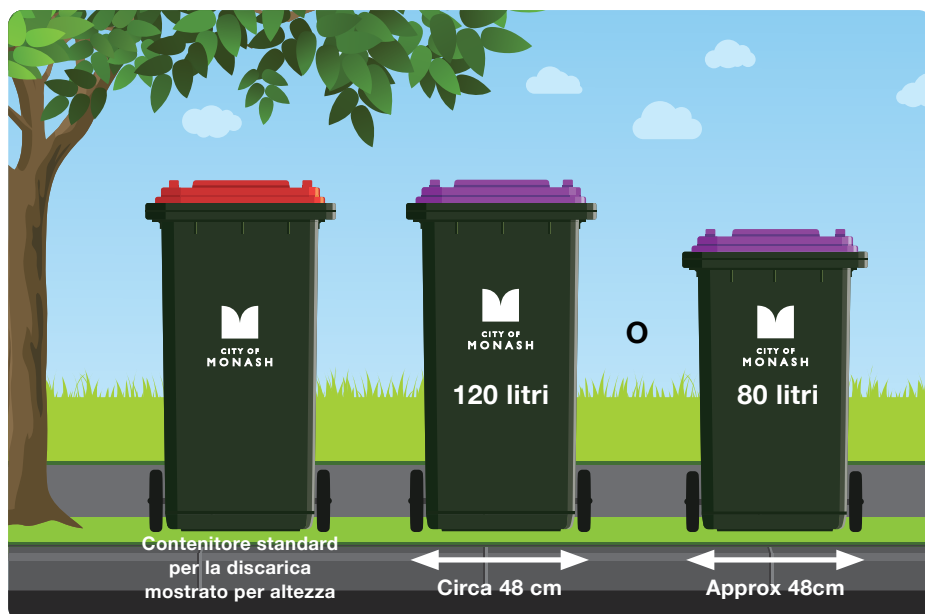 CITY OF
MONASH
CITY OF
MONASH
120 litri
o
CITY OF
MONASH
80 litri
Contenitore standard
per la discarica
mostrato per altezza
Circa 48 cm
Approx 48cm